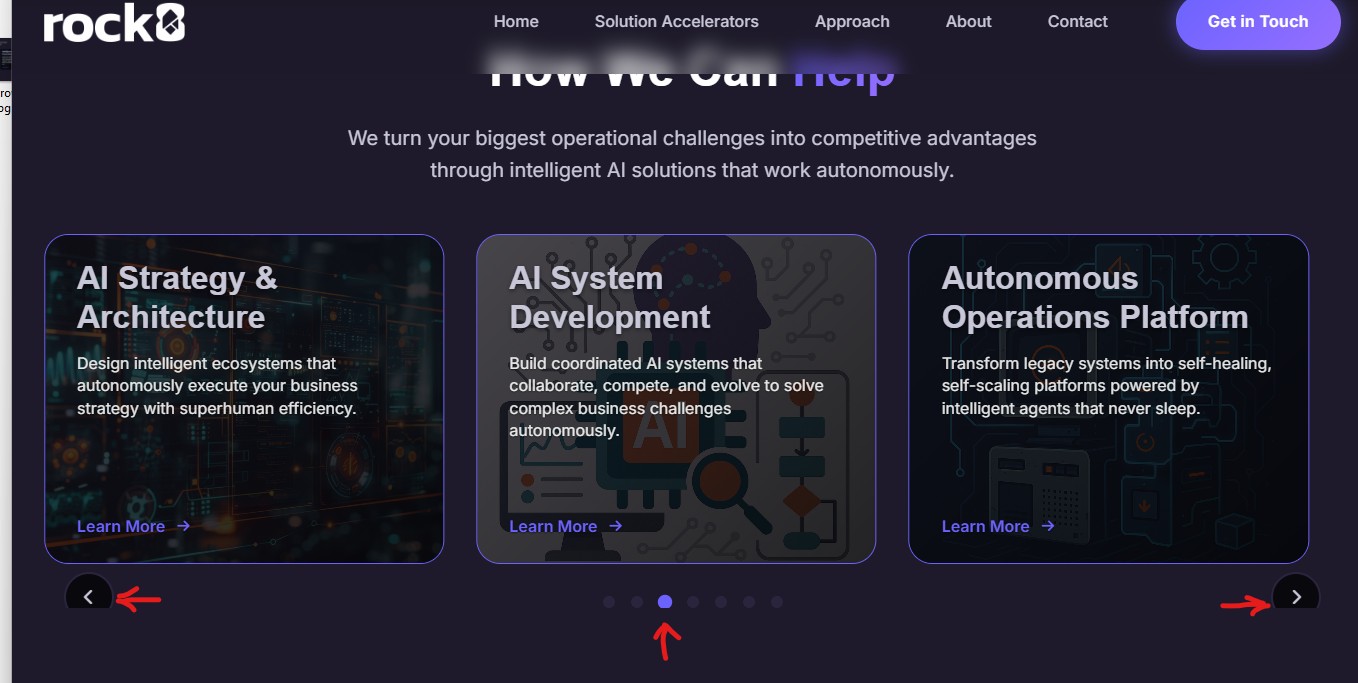 rock8
Home Solution Accelerators Approach About Contact Get in Touch
How We Can Help
We turn your biggest operational challenges into competitive advantages
through intelligent AI solutions that work autonomously.
AI Strategy &
Architecture
Design intelligent ecosystems that
autonomously execute your business
strategy with superhuman efficiency.
Learn More →
AI System
Development
Build coordinated AI systems that
collaborate, compete, and evolve to solve
complex business challenges
autonomously.
AI
Learn More →
Autonomous
Operations Platform
Transform legacy systems into self-healing,
self-scaling platforms powered by
intelligent agents that never sleep.
Learn More →